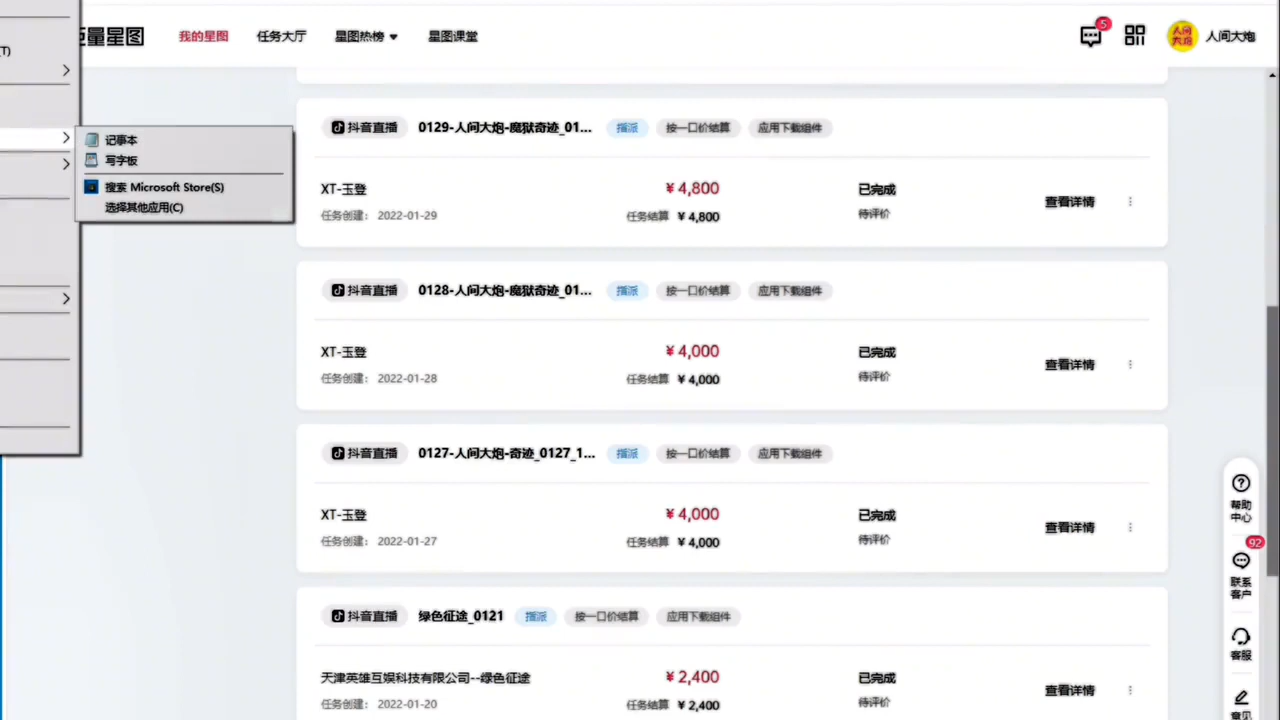 (T)
量星图 我的星图 任务大厅 星图热榜 星图课堂 5 人间大炮 人间大炮
记事本
写字板
搜索 Microsoft Store(S)
选择其他应用(C)
抖音直播 0129-人间大炮-魔狱奇迹_01... 指派 按一口价结算 应用下载组件
XT-玉登 ¥4,800 已完成
任务创建: 2022-01-29 任务结算 ¥4,800 待评价 查看详情
抖音直播 0128-人间大炮-魔狱奇迹_01... 指派 按一口价结算 应用下载组件
XT-玉登 ¥4,000 已完成
任务创建: 2022-01-28 任务结算 ¥4,000 待评价 查看详情
抖音直播 0127-人间大炮-奇迹_0127_1... 指派 按一口价结算 应用下载组件
XT-玉登 ¥4,000 已完成
任务创建: 2022-01-27 任务结算 ¥4,000 待评价 查看详情
抖音直播 绿色征途_0121 指派 按一口价结算 应用下载组件
天津英雄互娱科技有限公司--绿色征途 ¥2,400 已完成
任务创建: 2022-01-20 任务结算 ¥2,400 待评价 查看详情
帮助
中心
92
联系
客户
客服
意见